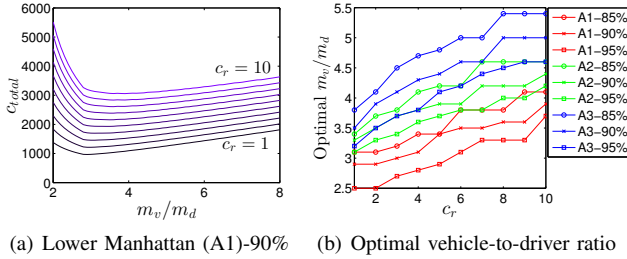 6000
5000
4000
3000
2000
1000
0
c_total
c_r = 10
c_r = 1
2 4 6 8
m_v/m_d
5.5
5
4.5
4
3.5
3
2.5
Optimal m_v/m_d
2 4 6 8 10
c_r
A1−85%
A1−90%
A1−95%
A2−85%
A2−90%
A2−95%
A3−85%
A3−90%
A3−95%
(a) Lower Manhattan (A1)-90%
(b) Optimal vehicle-to-driver ratio